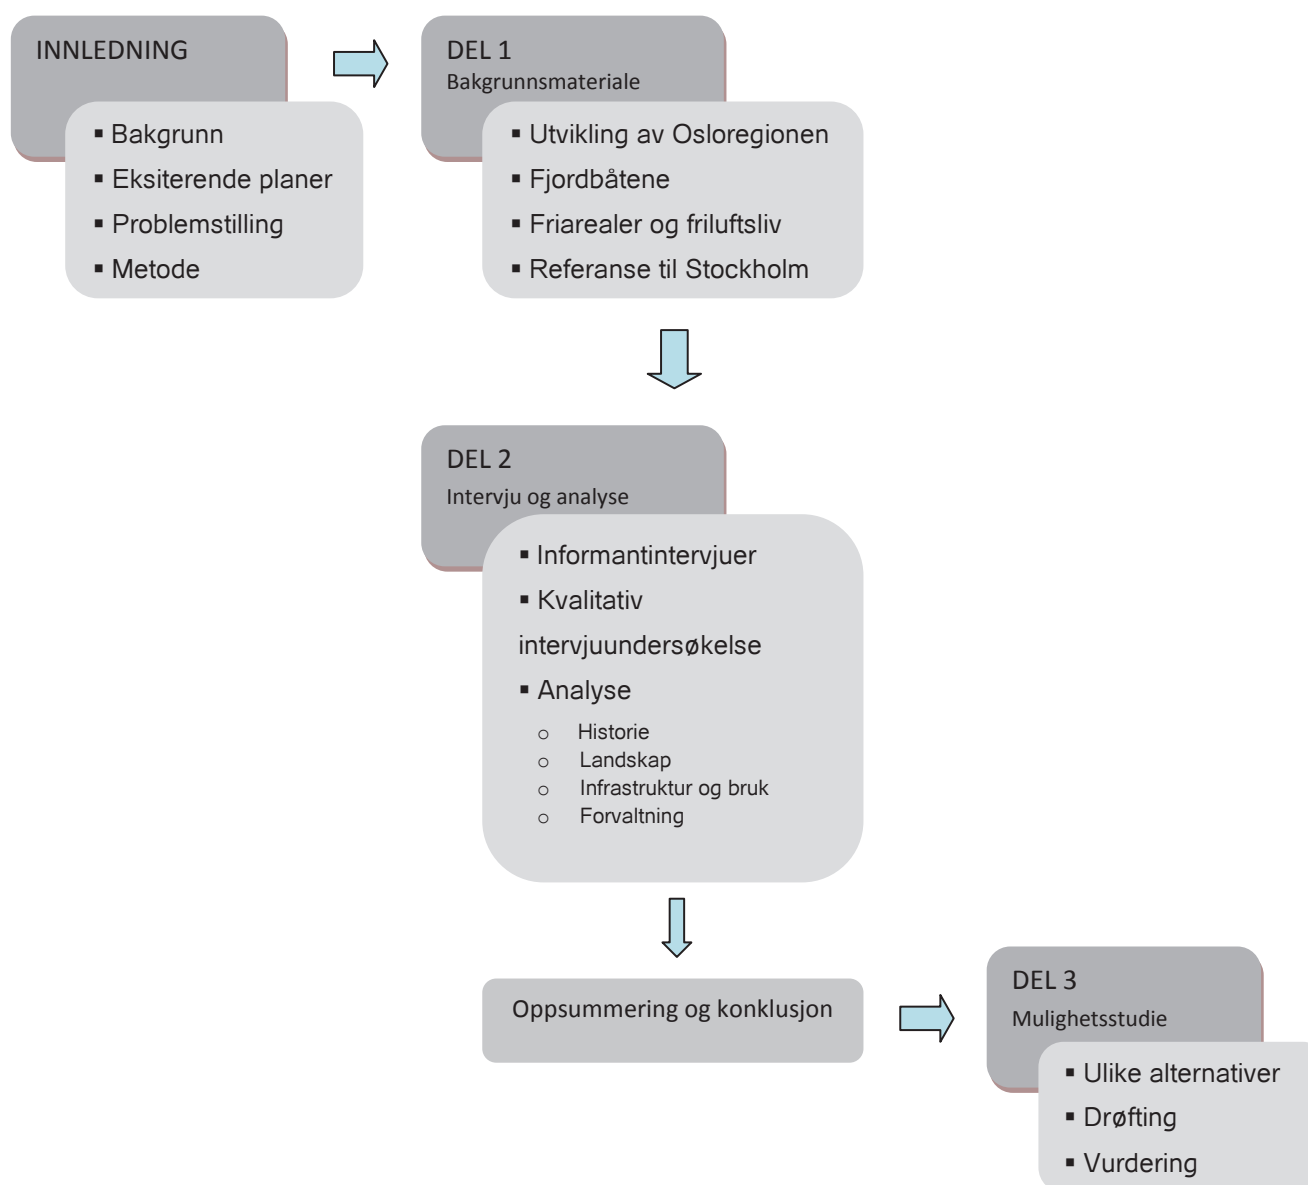 INNLEDNING
▪ Bakgrunn
▪ Eksiterende planer
▪ Problemstilling
▪ Metode
DEL 1
Bakgrunnsmateriale
▪ Utvikling av Osloregionen
▪ Fjordbåtene
▪ Friarealer og friluftsliv
▪ Referanse til Stockholm
DEL 2
Intervju og analyse
▪ Informantintervjuer
▪ Kvalitativ
intervjuundersøkelse
▪ Analyse
o Historie
o Landskap
o Infrastruktur og bruk
o Forvaltning
Oppsummering og konklusjon
DEL 3
Mulighetsstudie
▪ Ulike alternativer
▪ Drøfting
▪ Vurdering